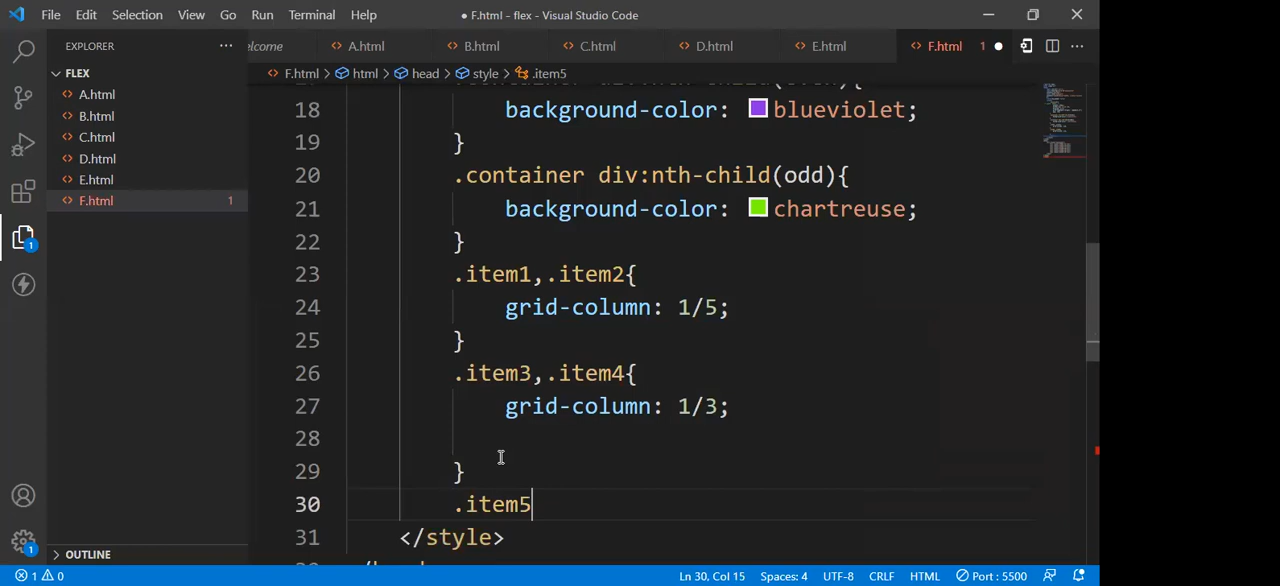 File Edit Selection View Go Run Terminal Help
● F.html - flex - Visual Studio Code
EXPLORER
elcome A.html B.html C.html D.html E.html F.html 1
F.html html head style .item5
FLEX
A.html
B.html
C.html
D.html
E.html
F.html 1
18 background-color: blueviolet;
19 }
20 .container div:nth-child(odd){
21 background-color: chartreuse;
22 }
23 .item1,.item2{
24 grid-column: 1/5;
25 }
26 .item3,.item4{
27 grid-column: 1/3;
28
29 }
30 .item5
31 </style>
1
1
OUTLINE
1 0 Ln 30, Col 15 Spaces: 4 UTF-8 CRLF HTML Port : 5500